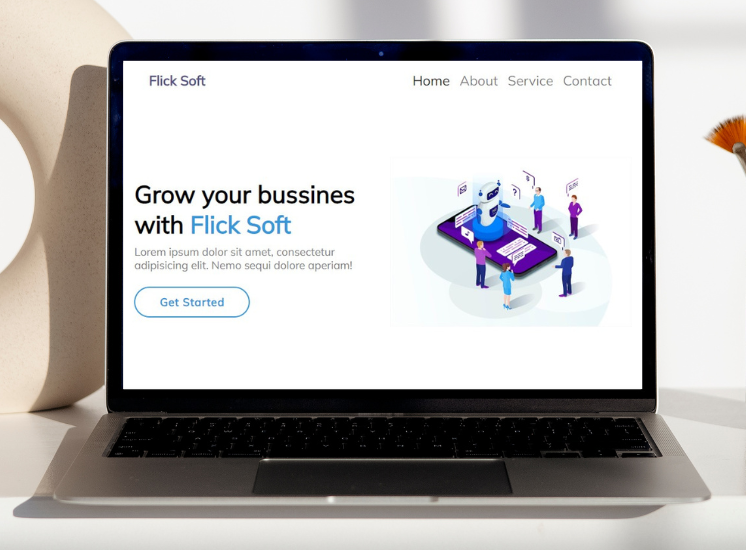 Flick Soft
Home About Service Contact
Grow your bussines
with Flick Soft
Lorem ipsum dolor sit amet, consectetur
adipisicing elit. Nemo sequi dolore aperiam!
Get Started